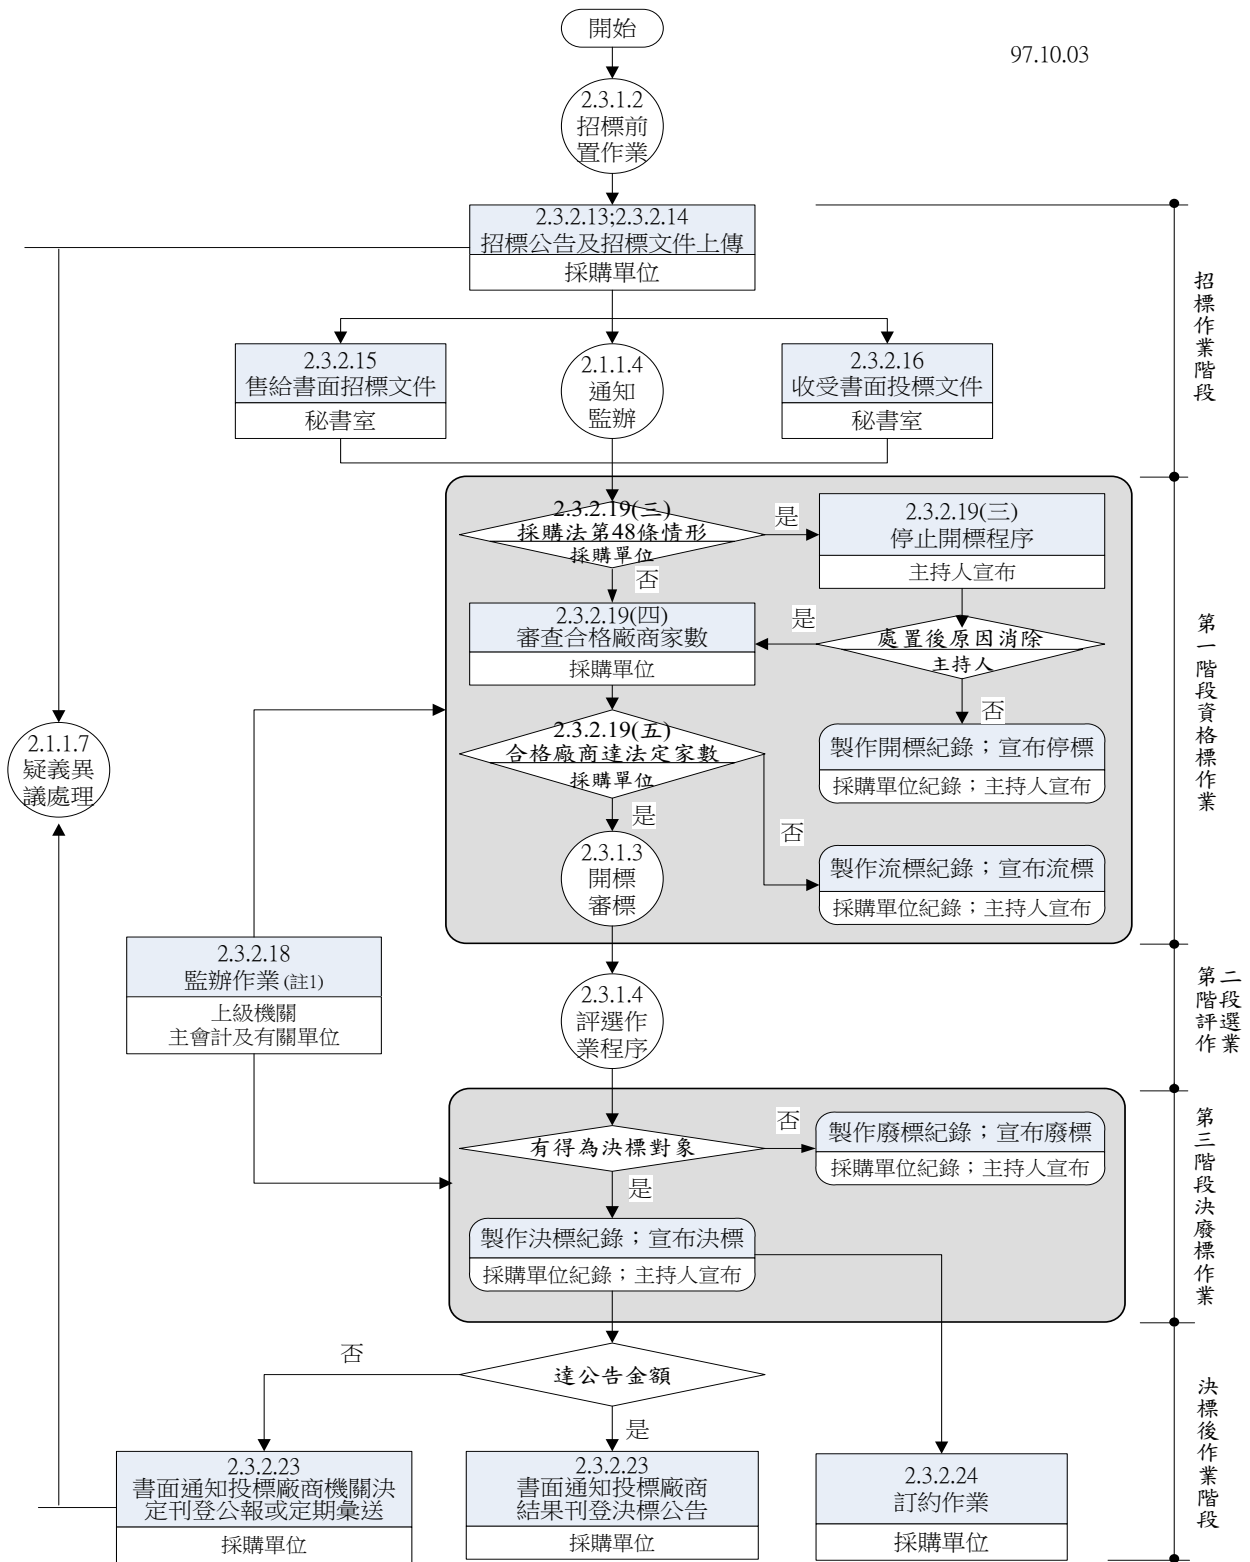 開始
97.10.03
2.3.1.2
招標前
置作業
2.3.2.13;2.3.2.14
招標公告及招標文件上傳
採購單位
招標作業階段
2.3.2.15
售給書面招標文件
秘書室
2.1.1.4
通知
監辦
2.3.2.16
收受書面投標文件
秘書室
2.3.2.19(三)
採購法第48條情形
採購單位
是
2.3.2.19(三)
停止開標程序
主持人宣布
否
2.3.2.19(四)
審查合格廠商家數
採購單位
是
處置後原因消除
主持人
第一階段資格標作業
否
2.3.2.19(五)
合格廠商達法定家數
採購單位
製作開標紀錄；宣布停標
採購單位紀錄；主持人宣布
2.1.1.7
疑義異
議處理
是
否
2.3.1.3
開標
審標
製作流標紀錄；宣布流標
採購單位紀錄；主持人宣布
2.3.2.18
監辦作業(註1)
上級機關
主會計及有關單位
2.3.1.4
評選作
業程序
第二
階段
評選
作業
有得為決標對象
否
製作廢標紀錄；宣布廢標
採購單位紀錄；主持人宣布
第三階段決廢標作業
是
製作決標紀錄；宣布決標
採購單位紀錄；主持人宣布
否
達公告金額
是
決標後作業階段
2.3.2.23
書面通知投標廠商機關決
定刊登公報或定期彙送
採購單位
2.3.2.23
書面通知投標廠商
結果刊登決標公告
採購單位
2.3.2.24
訂約作業
採購單位